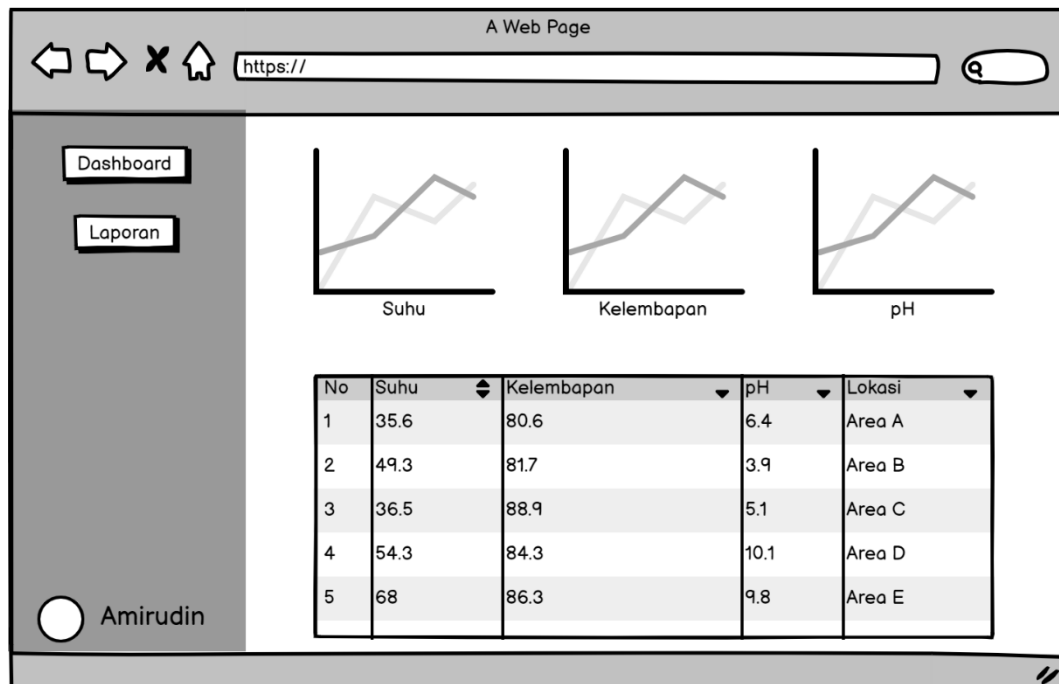 A Web Page
https://
Dashboard
Laporan
Amirudin
Suhu Kelembapan pH
No Suhu Kelembapan pH Lokasi
1 35.6 80.6 6.4 Area A
2 49.3 81.7 3.9 Area B
3 36.5 88.9 5.1 Area C
4 54.3 84.3 10.1 Area D
5 68 86.3 9.8 Area E